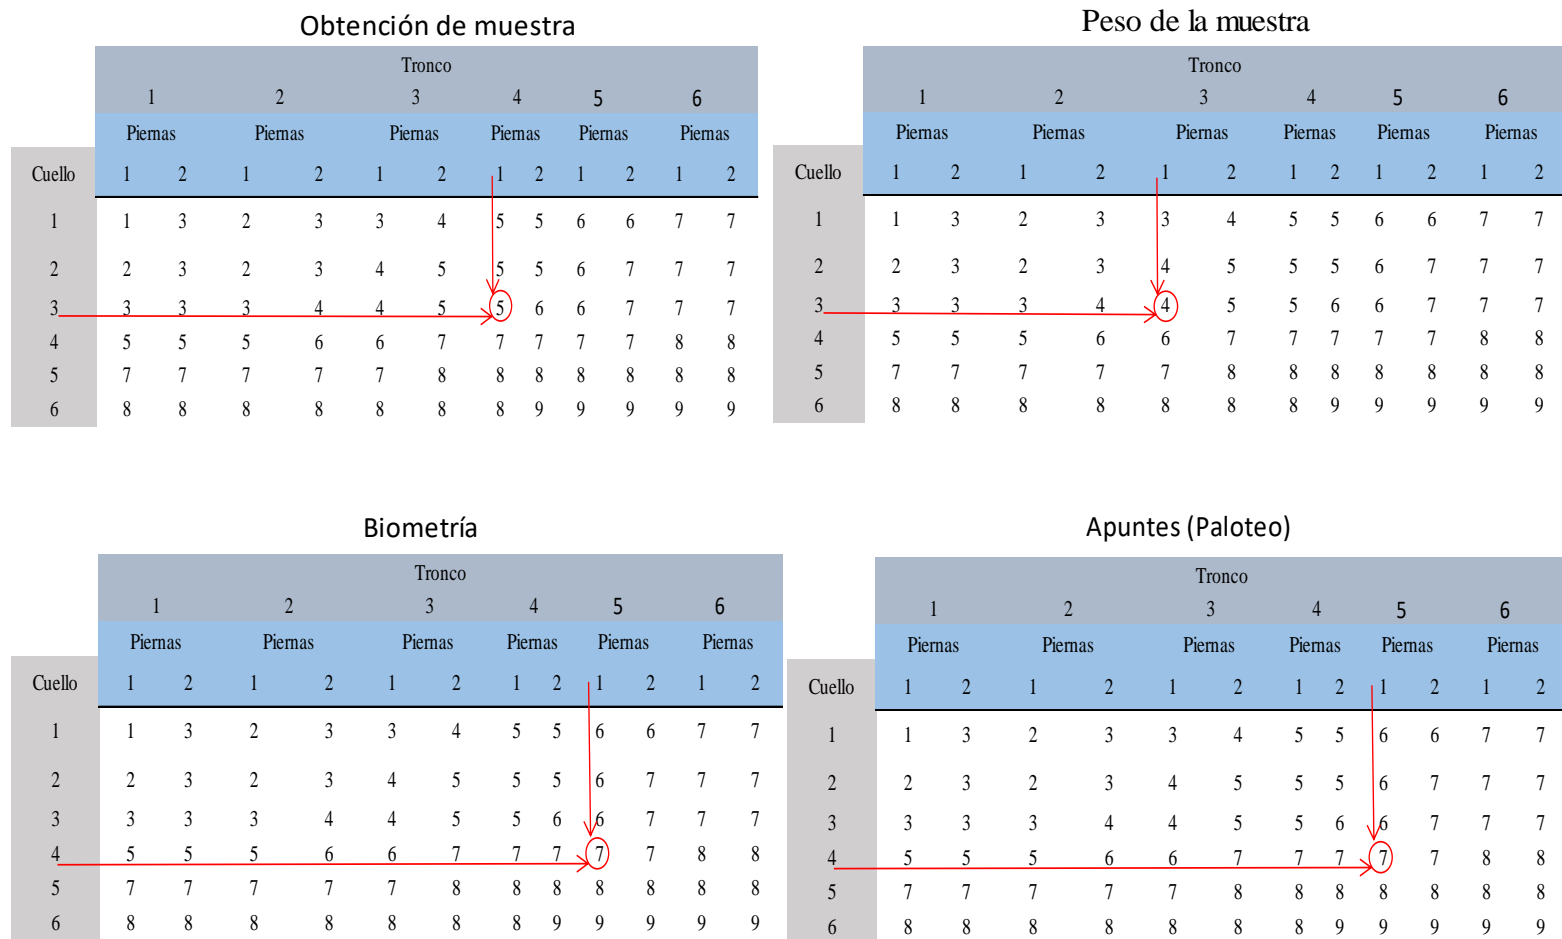 Obtención de muestra
Tronco
1 2 3 4 5 6
Piernas Piernas Piernas Piernas Piernas Piernas
Cuello 1 2 1 2 1 2 1 2 1 2 1 2
1 1 3 2 3 3 4 5 5 6 6 7 7
2 2 3 2 3 4 5 5 5 6 7 7 7
3 3 3 3 4 4 5 5 6 6 7 7 7
4 5 5 5 6 6 7 7 7 7 7 8 8
5 7 7 7 7 7 8 8 8 8 8 8 8
6 8 8 8 8 8 8 8 9 9 9 9 9
Peso de la muestra
Tronco
1 2 3 4 5 6
Piernas Piernas Piernas Piernas Piernas Piernas
Cuello 1 2 1 2 1 2 1 2 1 2 1 2
1 1 3 2 3 3 4 5 5 6 6 7 7
2 2 3 2 3 4 5 5 5 6 7 7 7
3 3 3 3 4 4 5 5 6 6 7 7 7
4 5 5 5 6 6 7 7 7 7 7 8 8
5 7 7 7 7 7 8 8 8 8 8 8 8
6 8 8 8 8 8 8 8 9 9 9 9 9
Biometría
Tronco
1 2 3 4 5 6
Piernas Piernas Piernas Piernas Piernas Piernas
Cuello 1 2 1 2 1 2 1 2 1 2 1 2
1 1 3 2 3 3 4 5 5 6 6 7 7
2 2 3 2 3 4 5 5 5 6 7 7 7
3 3 3 3 4 4 5 5 6 6 7 7 7
4 5 5 5 6 6 7 7 7 7 7 8 8
5 7 7 7 7 7 8 8 8 8 8 8 8
6 8 8 8 8 8 8 8 9 9 9 9 9
Apuntes (Paloteo)
Tronco
1 2 3 4 5 6
Piernas Piernas Piernas Piernas Piernas Piernas
Cuello 1 2 1 2 1 2 1 2 1 2 1 2
1 1 3 2 3 3 4 5 5 6 6 7 7
2 2 3 2 3 4 5 5 5 6 7 7 7
3 3 3 3 4 4 5 5 6 6 7 7 7
4 5 5 5 6 6 7 7 7 7 7 8 8
5 7 7 7 7 7 8 8 8 8 8 8 8
6 8 8 8 8 8 8 8 9 9 9 9 9